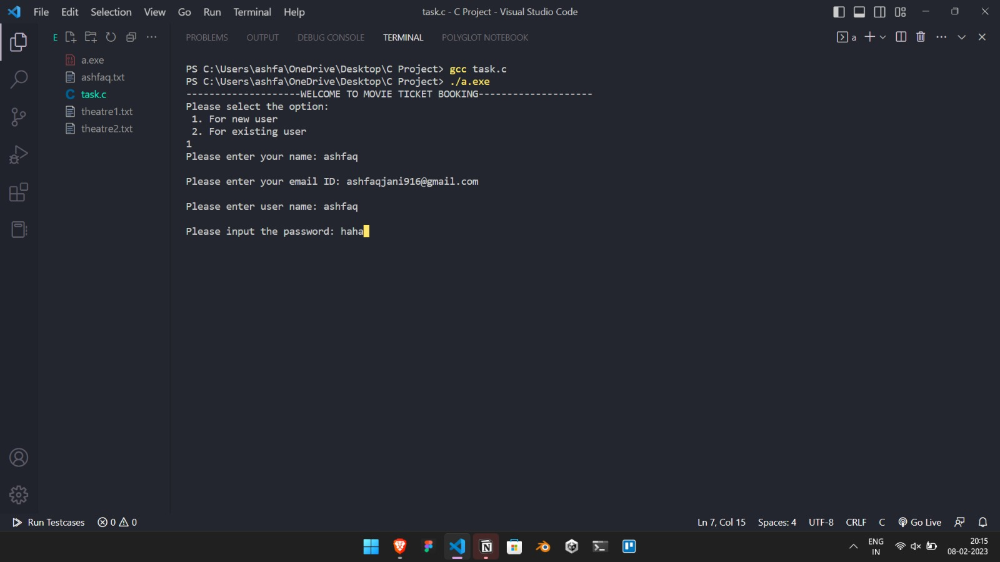 File Edit Selection View Go Run Terminal Help
task.c - C Project - Visual Studio Code
E
a.exe
ashfaq.txt
C task.c
theatre1.txt
theatre2.txt
PROBLEMS OUTPUT DEBUG CONSOLE TERMINAL POLYGLOT NOTEBOOK
a
PS C:\Users\ashfa\OneDrive\Desktop\C Project> gcc task.c
PS C:\Users\ashfa\OneDrive\Desktop\C Project> ./a.exe
--------------------WELCOME TO MOVIE TICKET BOOKING--------------------
Please select the option:
 1. For new user
 2. For existing user
1
Please enter your name: ashfaq
Please enter your email ID: ashfaqjani916@gmail.com
Please enter user name: ashfaq
Please input the password: haha
Run Testcases 0 0
Ln 7, Col 15 Spaces: 4 UTF-8 CRLF C Go Live
N
ENG
IN
20:15
08-02-2023